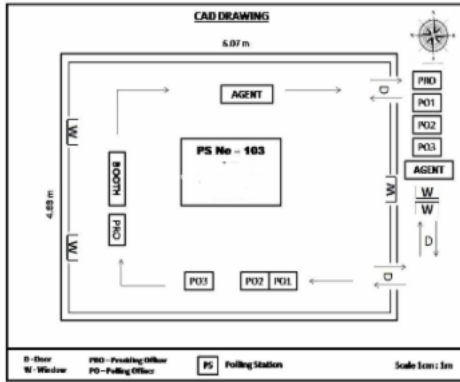 CAD DRAWING
6.07 m
D
PRO
PO1
PO2
PO3
AGENT
W
W
D
AGENT
PS No - 103
W
W
BOOTH
PRO
W
4.88 m
PO3
PO2
PO1
D
D - Door
W - Window
PRO - Presiding Officer
PO - Polling Officer
PS
Polling Station
Scale 1cm : 1m